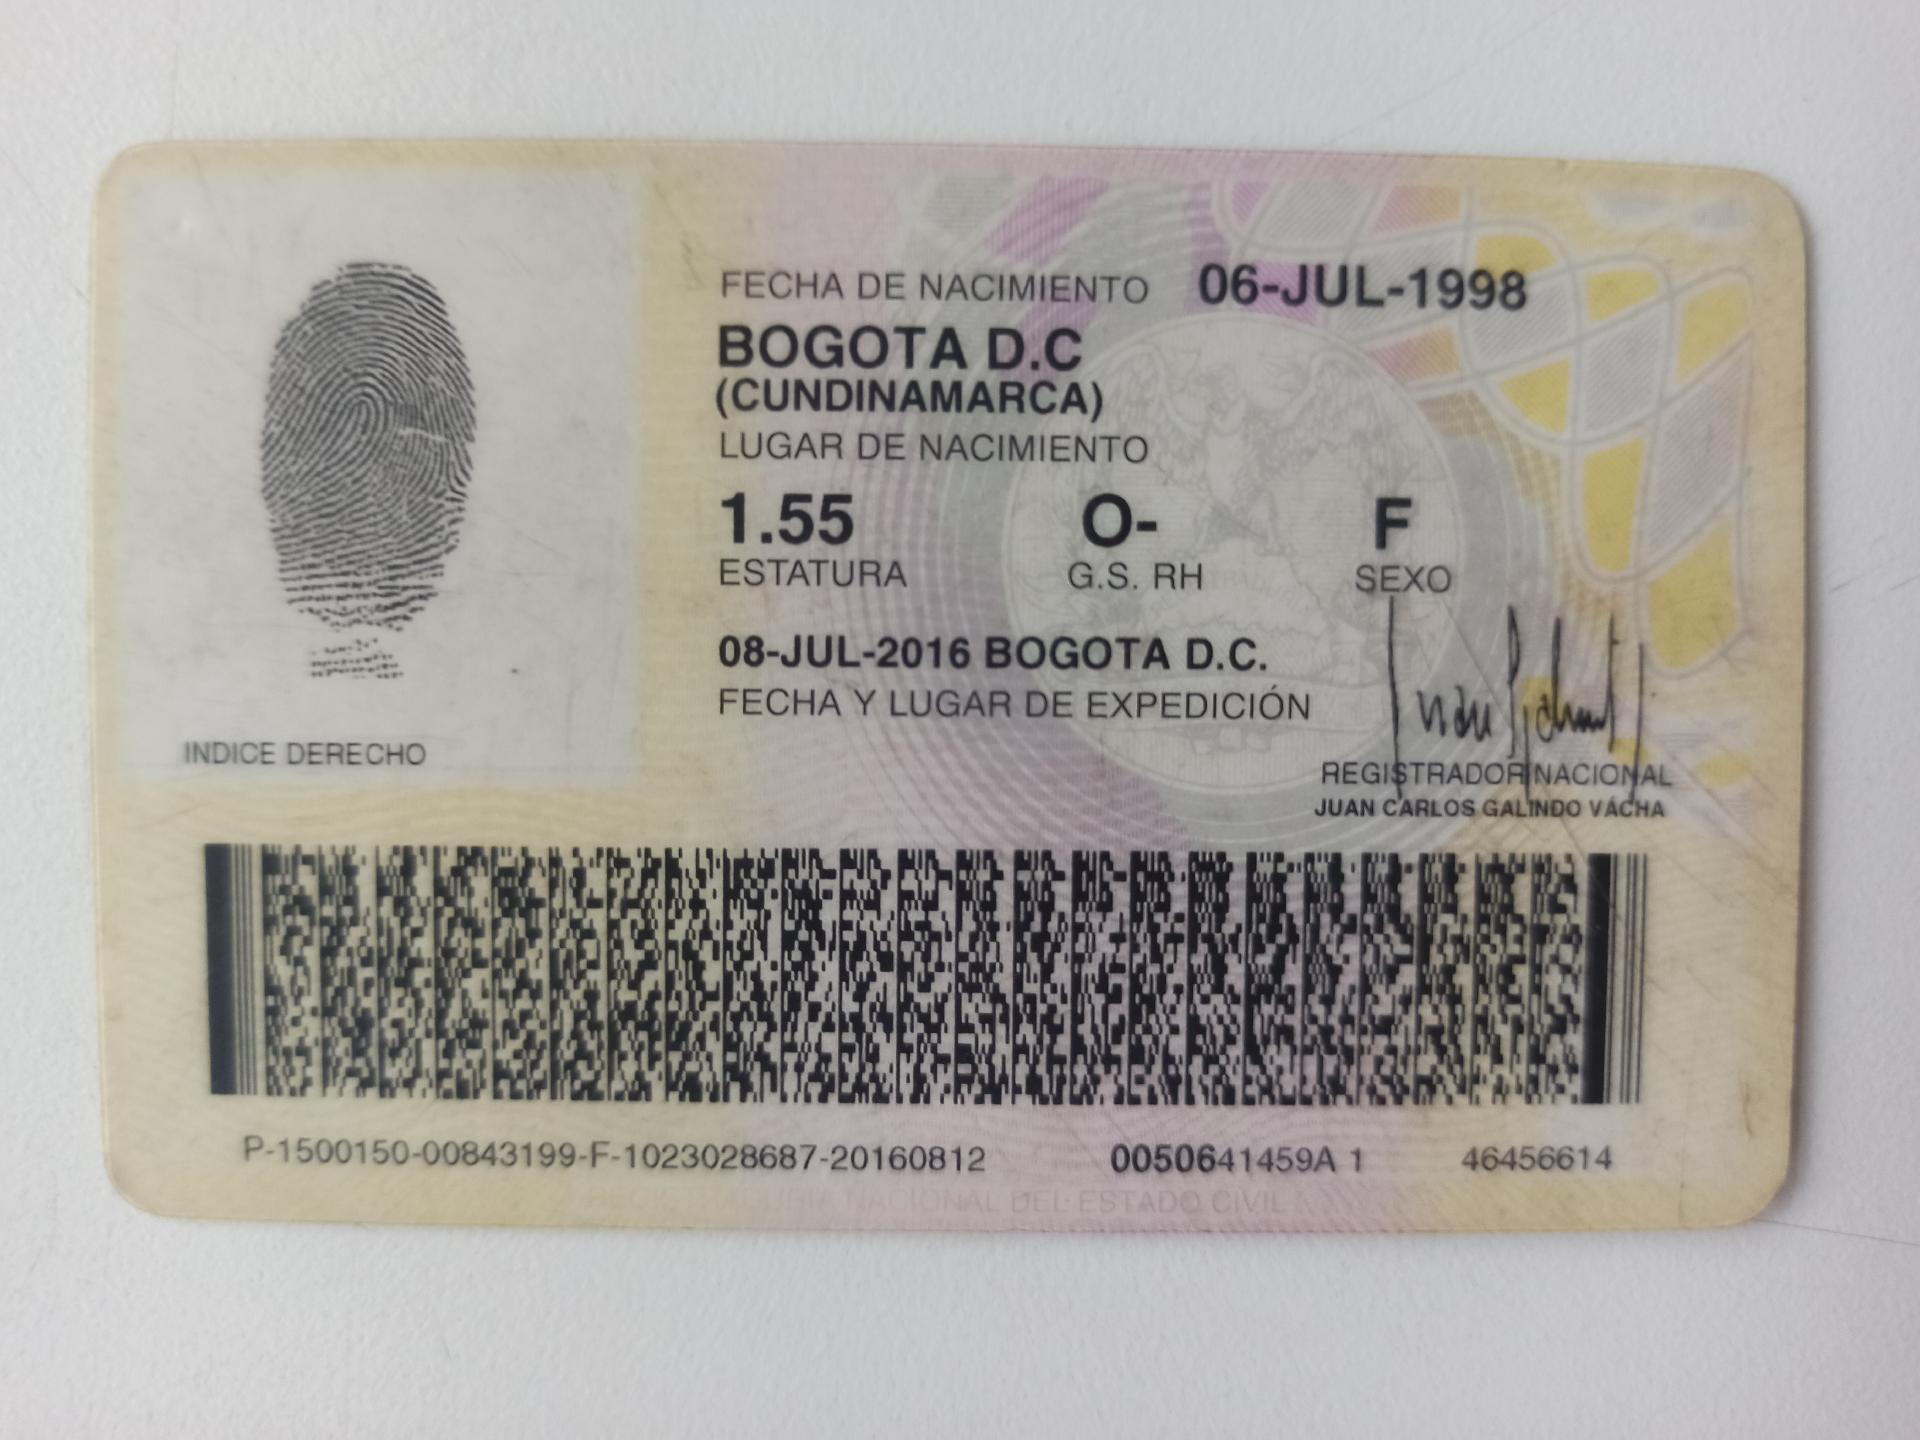 FECHA DE NACIMIENTO 06-JUL-1998
BOGOTA D.C
(CUNDINAMARCA)
LUGAR DE NACIMIENTO
1.55 O- F
ESTATURA G.S. RH SEXO
08-JUL-2016 BOGOTA D.C.
FECHA Y LUGAR DE EXPEDICIÓN
INDICE DERECHO
REGISTRADOR NACIONAL
JUAN CARLOS GALINDO VÁCHA
P-1500150-00843199-F-1023028687-20160812 0050641459A 1 46456614
REGISTRADURIA NACIONAL DEL ESTADO CIVIL